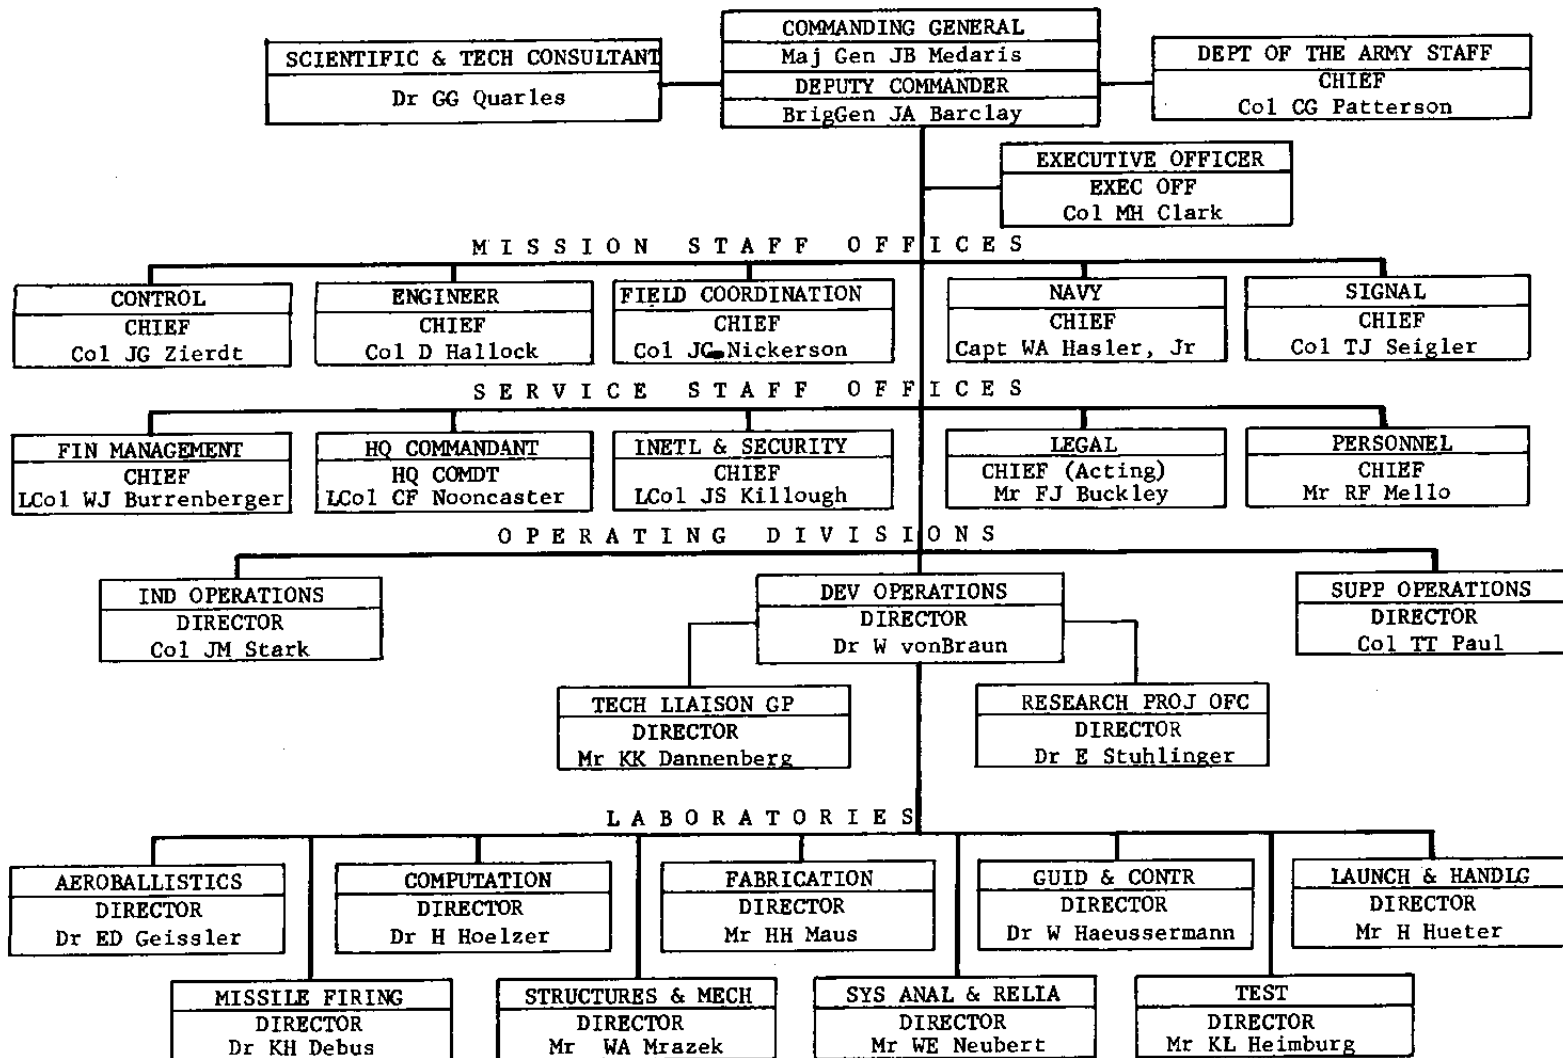 COMMANDING GENERAL
Maj Gen JB Medaris
DEPUTY COMMANDER
BrigGen JA Barclay
SCIENTIFIC & TECH CONSULTANT
Dr GG Quarles
DEPT OF THE ARMY STAFF
CHIEF
Col CG Patterson
EXECUTIVE OFFICER
EXEC OFF
Col MH Clark
MISSION STAFF OFFICES
CONTROL
CHIEF
Col JG Zierdt
ENGINEER
CHIEF
Col D Hallock
FIELD COORDINATION
CHIEF
Col JC Nickerson
NAVY
CHIEF
Capt WA Hasler, Jr
SIGNAL
CHIEF
Col TJ Seigler
SERVICE STAFF OFFICES
FIN MANAGEMENT
CHIEF
LCol WJ Burrenberger
HQ COMMANDANT
HQ COMDT
LCol CF Nooncaster
INETL & SECURITY
CHIEF
LCol JS Killough
LEGAL
CHIEF (Acting)
Mr FJ Buckley
PERSONNEL
CHIEF
Mr RF Mello
OPERATING DIVISIONS
IND OPERATIONS
DIRECTOR
Col JM Stark
DEV OPERATIONS
DIRECTOR
Dr W vonBraun
SUPP OPERATIONS
DIRECTOR
Col TT Paul
TECH LIAISON GP
DIRECTOR
Mr KK Dannenberg
RESEARCH PROJ OFC
DIRECTOR
Dr E Stuhlinger
LABORATORIES
AEROBALLISTICS
DIRECTOR
Dr ED Geissler
COMPUTATION
DIRECTOR
Dr H Hoelzer
FABRICATION
DIRECTOR
Mr HH Maus
GUID & CONTR
DIRECTOR
Dr W Haeussermann
LAUNCH & HANDLG
DIRECTOR
Mr H Hueter
MISSILE FIRING
DIRECTOR
Dr KH Debus
STRUCTURES & MECH
DIRECTOR
Mr WA Mrazek
SYS ANAL & RELIA
DIRECTOR
Mr WE Neubert
TEST
DIRECTOR
Mr KL Heimburg